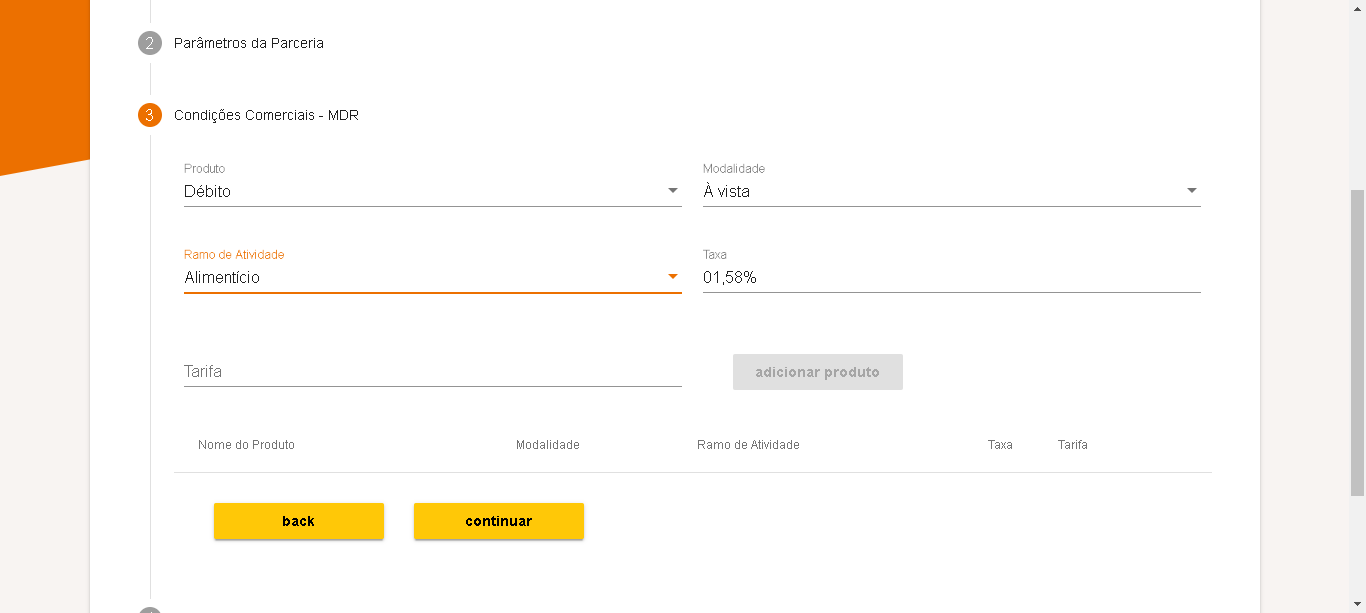 2 Parâmetros da Parceria
3 Condições Comerciais - MDR
Produto Modalidade
Débito À vista
Ramo de Atividade Taxa
Alimentício 01,58%
Tarifa adicionar produto
Nome do Produto Modalidade Ramo de Atividade Taxa Tarifa
back continuar